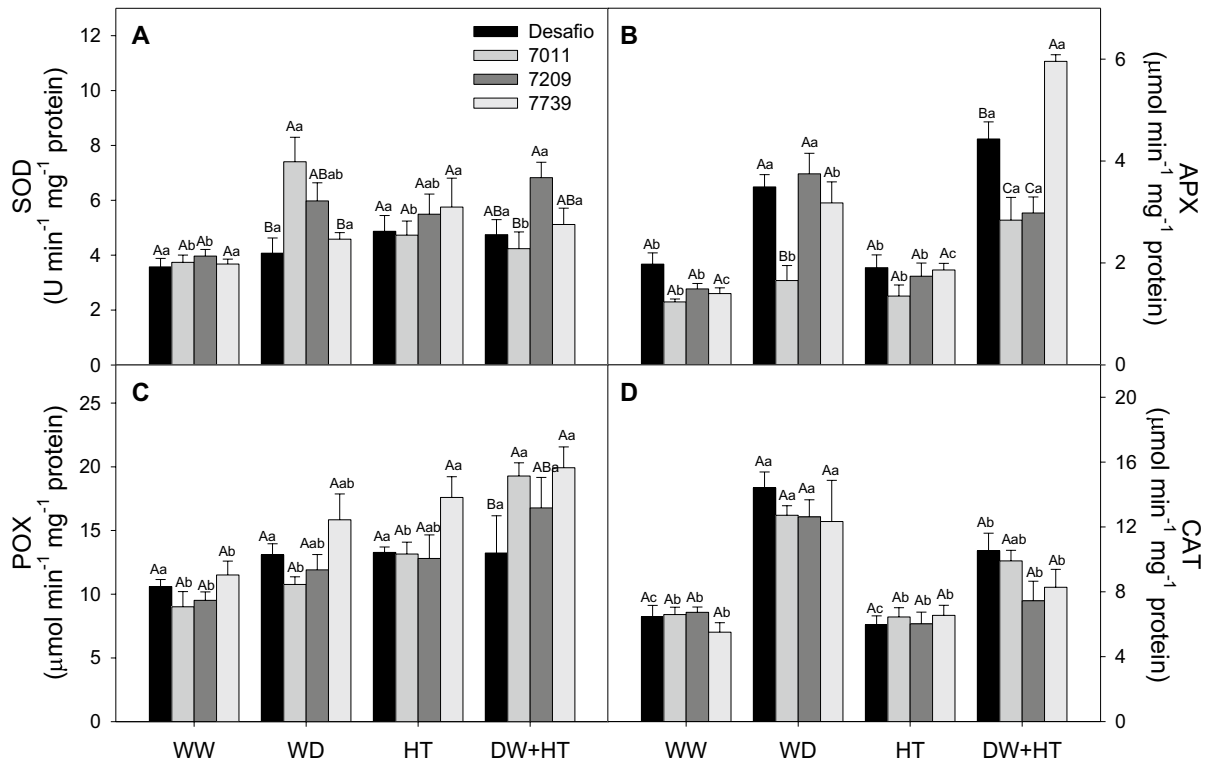 A
Desafio
7011
7209
7739
12
10
8
6
4
2
0
SOD
(U min⁻¹ mg⁻¹ protein)
Aa Ab Ab Aa
Ba Aa ABab Ba
Aa Ab Aab Aa
ABa Bb Aa ABa
B
6
4
2
0
APX
(µmol min⁻¹ mg⁻¹ protein)
Ab Ab Ab Ac
Aa Bb Aa Ab
Ab Ab Ab Ac
Ba Ca Ca Aa
C
25
20
15
10
5
0
POX
(µmol min⁻¹ mg⁻¹ protein)
Aa Ab Ab Ab
Aa Ab Aab Aab
Aa Ab Aab Aa
Ba Aa ABa Aa
WW WD HT DW+HT
D
20
16
12
8
4
0
CAT
(µmol min⁻¹ mg⁻¹ protein)
Ac Ab Ab Ab
Aa Aa Aa Aa
Ac Ab Ab Ab
Ab Aab Ab Ab
WW WD HT DW+HT